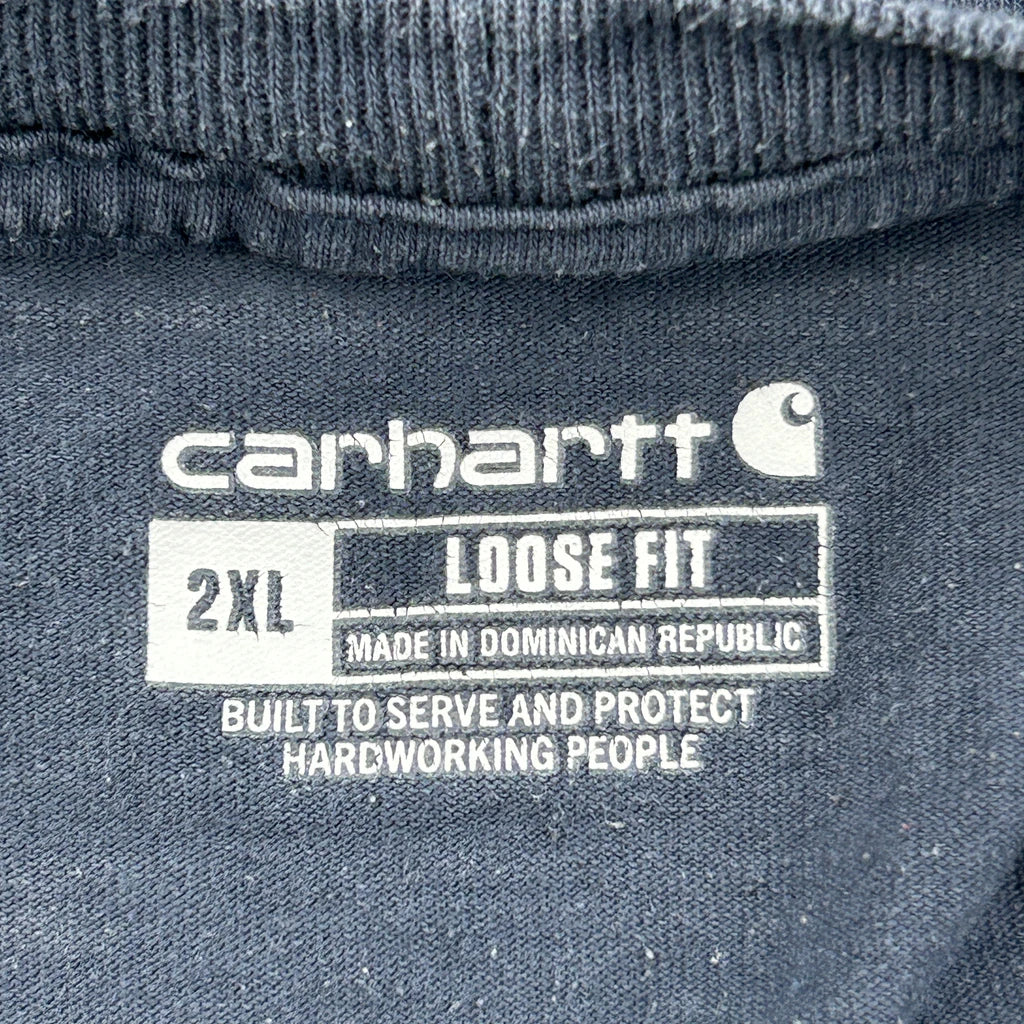 carhartt
2XL
LOOSE FIT
MADE IN DOMINICAN REPUBLIC
BUILT TO SERVE AND PROTECT
HARDWORKING PEOPLE